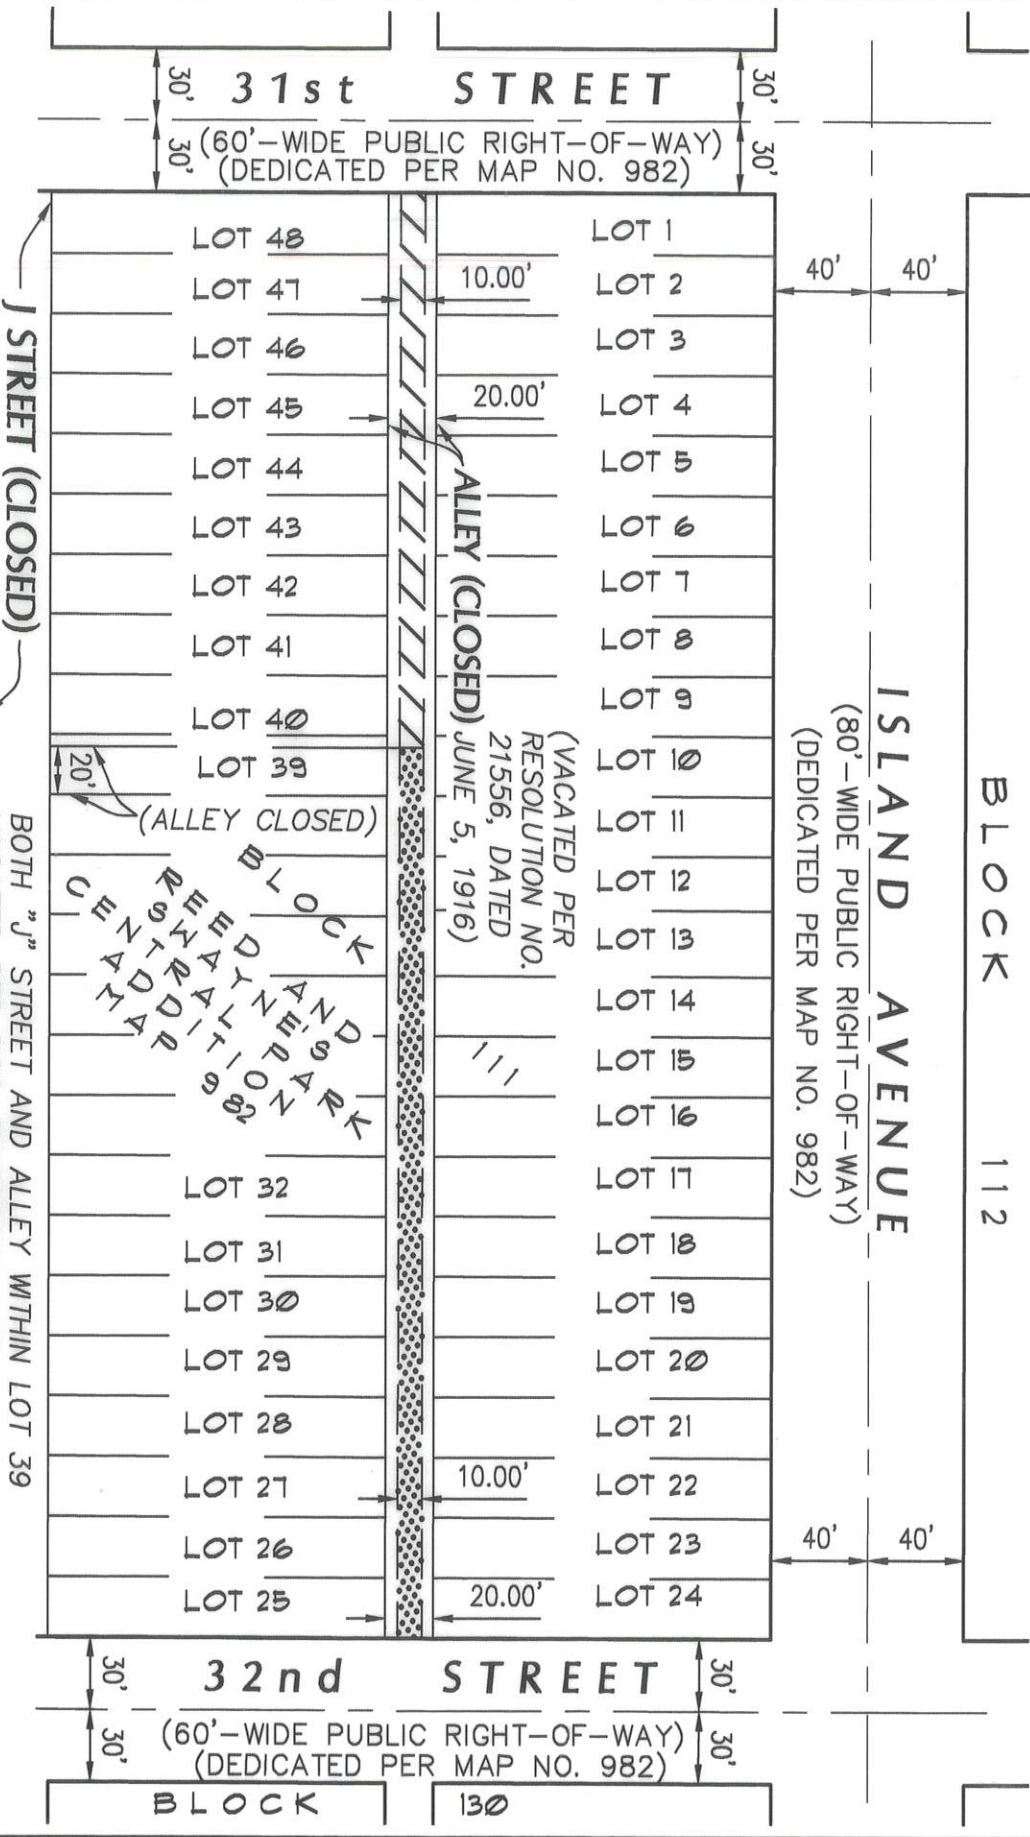 30'
31st STREET
30'
30'
(60'-WIDE PUBLIC RIGHT-OF-WAY)
30'
(DEDICATED PER MAP NO. 982)
LOT 48
LOT 47
LOT 46
LOT 45
LOT 44
LOT 43
LOT 42
LOT 41
LOT 40
LOT 39
20'
(ALLEY CLOSED)
BLOCK
REED AND
SWAYNE'S
CENTRAL PARK
ADDITION
MAP 982
LOT 32
LOT 31
LOT 30
LOT 29
LOT 28
LOT 27
LOT 26
LOT 25
10.00'
20.00'
ALLEY (CLOSED)
(VACATED PER
RESOLUTION NO.
21556, DATED
JUNE 5, 1916)
111
10.00'
20.00'
LOT 1
LOT 2
LOT 3
LOT 4
LOT 5
LOT 6
LOT 7
LOT 8
LOT 9
LOT 10
LOT 11
LOT 12
LOT 13
LOT 14
LOT 15
LOT 16
LOT 17
LOT 18
LOT 19
LOT 20
LOT 21
LOT 22
LOT 23
LOT 24
40'
40'
ISLAND AVENUE
(80'-WIDE PUBLIC RIGHT-OF-WAY)
(DEDICATED PER MAP NO. 982)
40'
40'
BLOCK 112
J STREET (CLOSED)
BOTH "J" STREET AND ALLEY WITHIN LOT 39
30'
32nd STREET
30'
30'
(60'-WIDE PUBLIC RIGHT-OF-WAY)
30'
(DEDICATED PER MAP NO. 982)
BLOCK 130